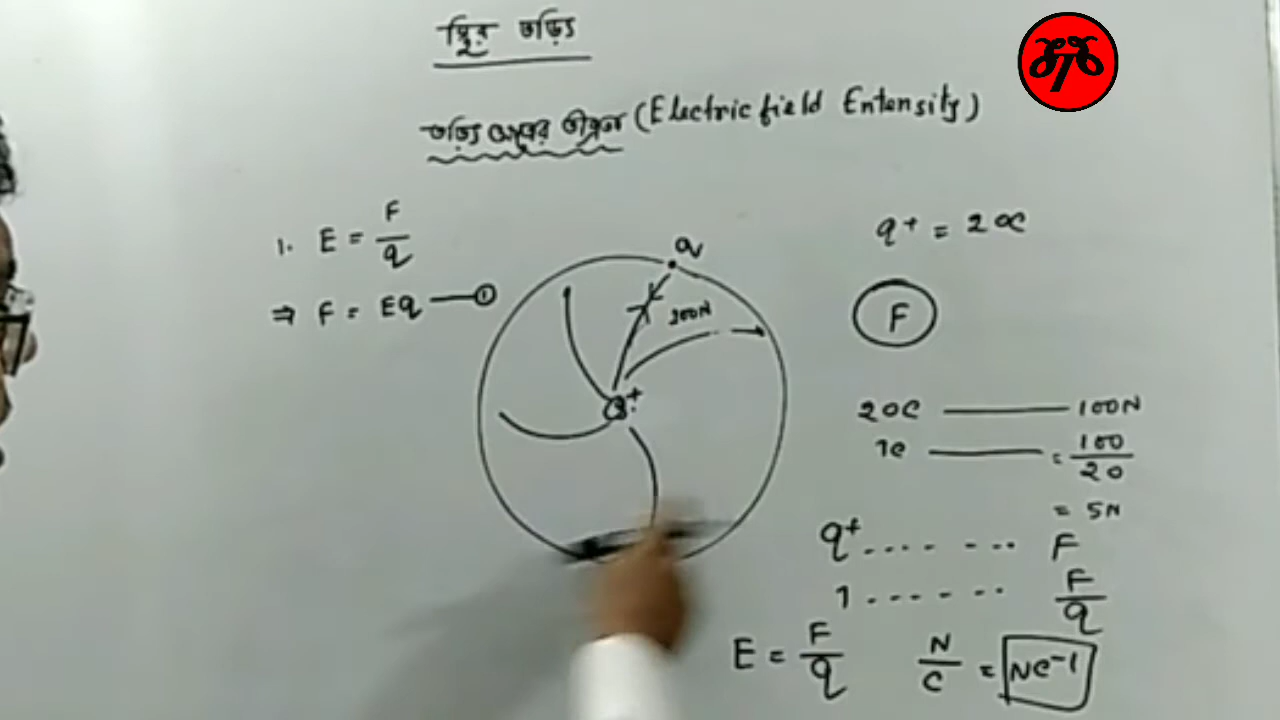 স্থির তড়িৎ
তড়িৎ ক্ষেত্রের তীব্রতা (Electric field Entensity)
1. E = F/q
⇒ F = Eq —①
q
200N
Q+
q+ = 20C
F
20C — 100N
1C — = 100/20
= 5N
q+ ....... F
1 ...... F/q
E = F/q N/C = NC⁻¹